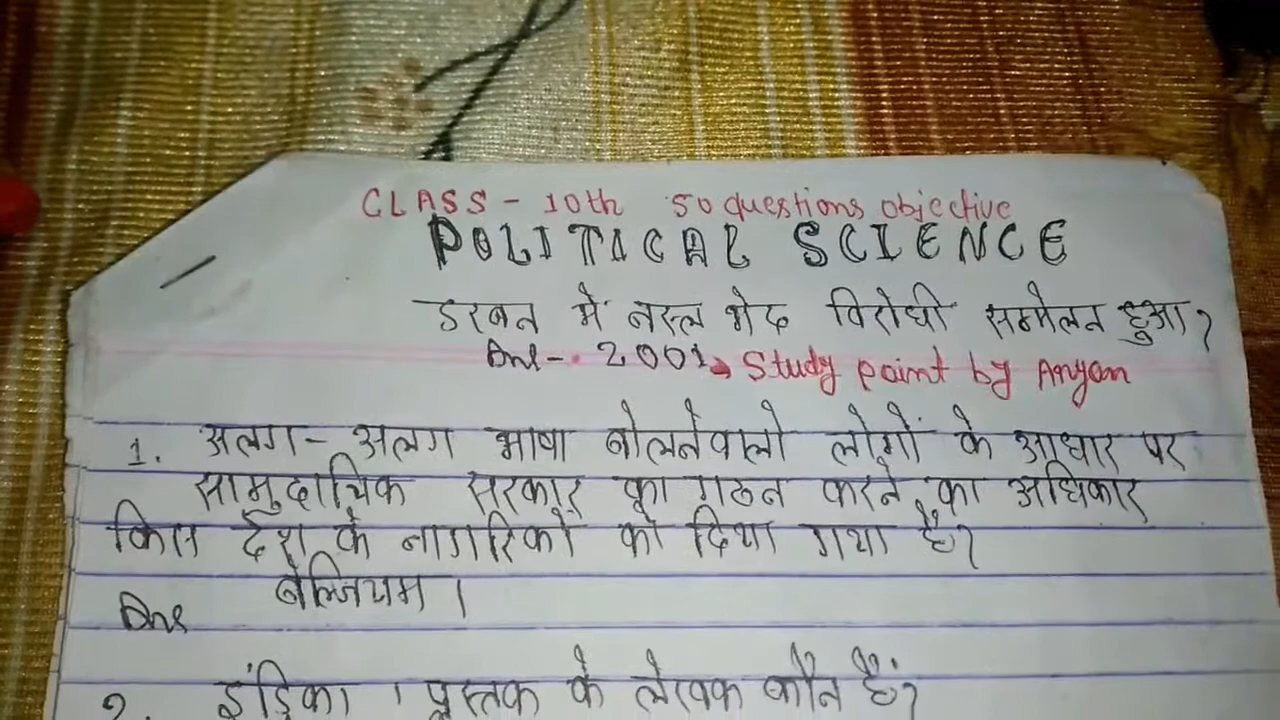 CLASS - 10th 50 questions objective
POLITICAL SCIENCE
डरबन में नस्ल भेद विरोधी सम्मेलन हुआ?
Ans - 2001 Study point by Aryan
1. अलग - अलग भाषा बोलनेवालो लोगों के आधार पर
सामुदायिक सरकार का गठन करने का अधिकार
किस देश के नागरिकों को दिया गया है?
बेल्जियम।
Ans
2. इंडिका, पुस्तक के लेखक कौन हैं?